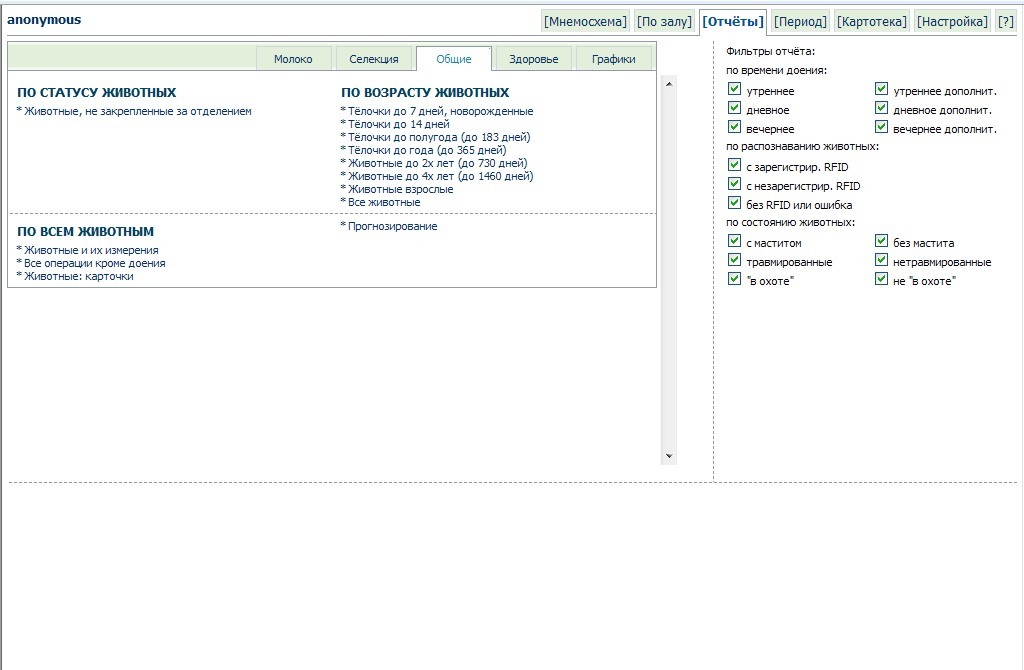 anonymous
[Мнемосхема] [По залу] [Отчёты] [Период] [Картотека] [Настройка] [?]
Молоко Селекция Общие Здоровье Графики
ПО СТАТУСУ ЖИВОТНЫХ
* Животные, не закрепленные за отделением
ПО ВОЗРАСТУ ЖИВОТНЫХ
* Тёлочки до 7 дней, новорожденные
* Тёлочки до 14 дней
* Тёлочки до полугода (до 183 дней)
* Тёлочки до года (до 365 дней)
* Животные до 2х лет (до 730 дней)
* Животные до 4х лет (до 1460 дней)
* Животные взрослые
* Все животные
ПО ВСЕМ ЖИВОТНЫМ
* Животные и их измерения
* Все операции кроме доения
* Животные: карточки
* Прогнозирование
Фильтры отчёта:
по времени доения:
утреннее утреннее дополнит.
дневное дневное дополнит.
вечернее вечернее дополнит.
по распознаванию животных:
с зарегистрир. RFID
с незарегистрир. RFID
без RFID или ошибка
по состоянию животных:
с маститом без мастита
травмированные нетравмированные
"в охоте" не "в охоте"